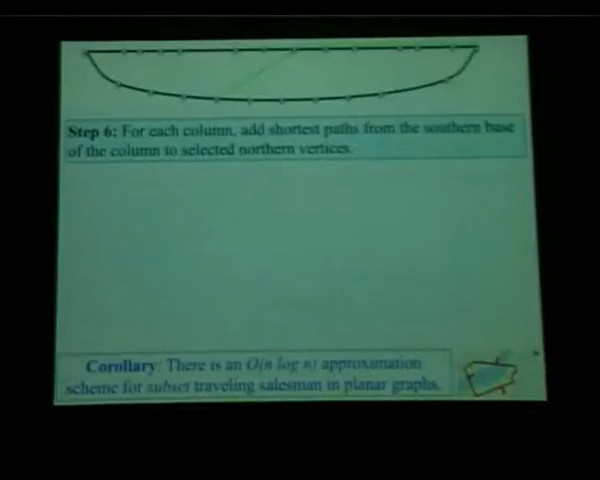 Step 6: For each column, add shortest paths from the southern base
of the column to selected northern vertices.
Corollary: There is an O(n log n) approximation
scheme for subset traveling salesman in planar graphs.